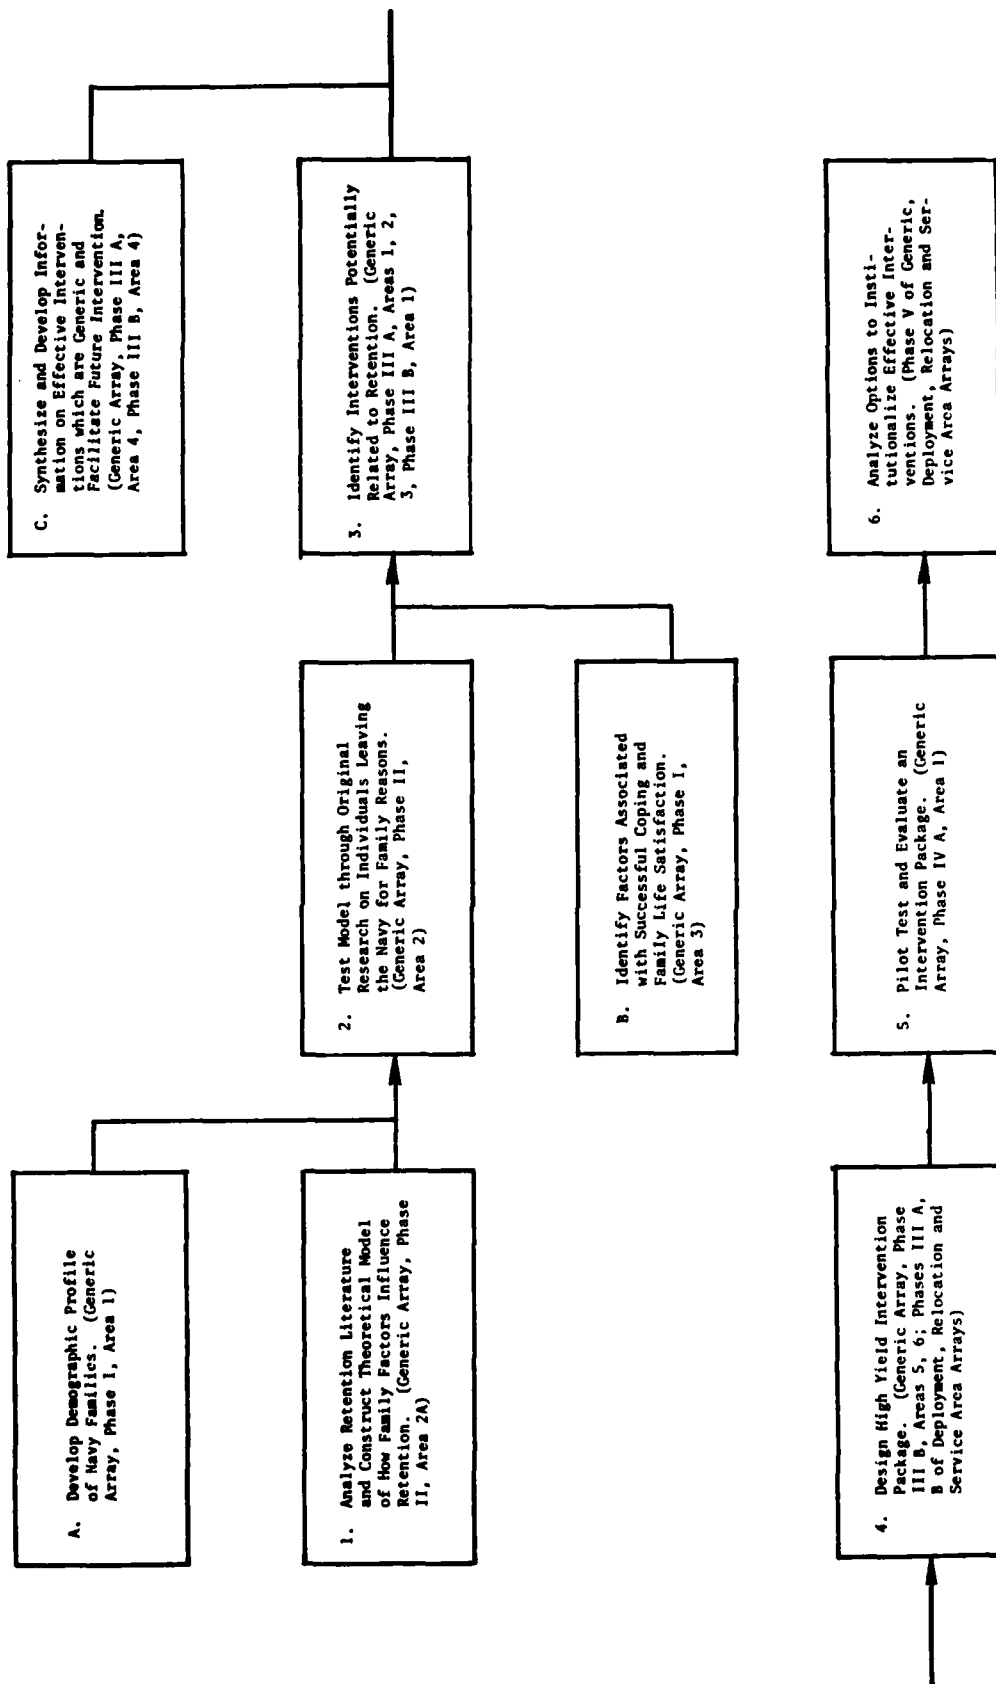 A. Develop Demographic Profile
of Navy Families. (Generic
Array, Phase I, Area 1)
1. Analyze Retention Literature
and Construct Theoretical Model
of How Family Factors Influence
Retention. (Generic Array, Phase
II, Area 2A)
2. Test Model through Original
Research on Individuals Leaving
the Navy for Family Reasons.
(Generic Array, Phase II,
Area 2)
B. Identify Factors Associated
with Successful Coping and
Family Life Satisfaction.
(Generic Array, Phase I,
Area 3)
C. Synthesize and Develop Infor-
mation on Effective Interven-
tions which are Generic and
Facilitate Future Intervention.
(Generic Array, Phase III A,
Area 4, Phase III B, Area 4)
3. Identify Interventions Potentially
Related to Retention. (Generic
Array, Phase III A, Areas 1, 2,
3, Phase III B, Area 1)
4. Design High Yield Intervention
Package. (Generic Array, Phase
III B, Areas 5, 6; Phases III A,
B of Deployment, Relocation and
Service Area Arrays)
5. Pilot Test and Evaluate an
Intervention Package. (Generic
Array, Phase IV A, Area 1)
6. Analyze Options to Insti-
tutionalize Effective Inter-
ventions. (Phase V of Generic,
Deployment, Relocation and Ser-
vice Area Arrays)